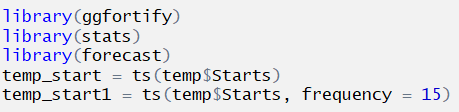 library(ggfortify)
library(stats)
library(forecast)
temp_start = ts(temp$Starts)
temp_start1 = ts(temp$Starts, frequency = 15)